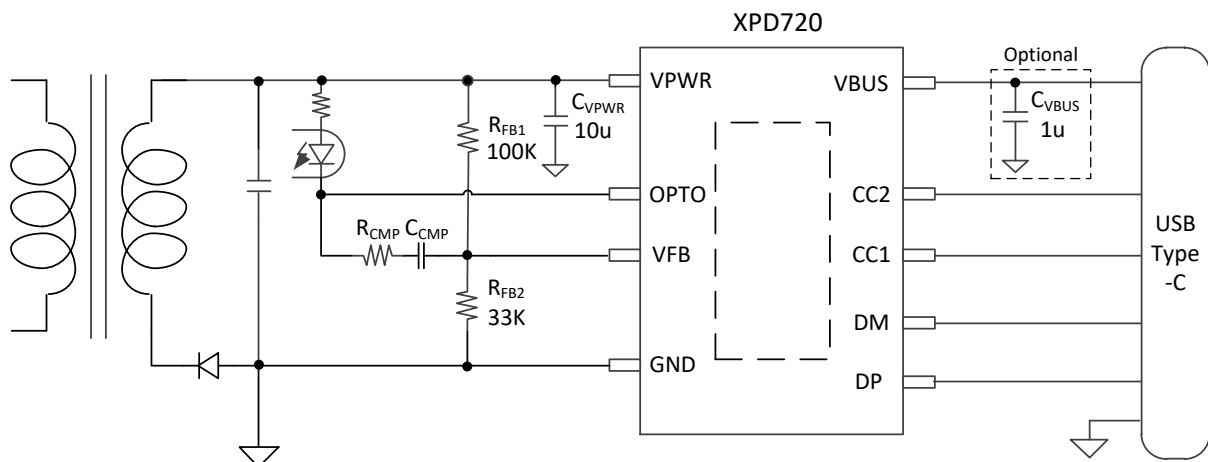 XPD720
Optional
VPWR
VBUS
C_VPWR
10u
C_VBUS
1u
R_FB1
100K
OPTO
CC2
R_CMP C_CMP
VFB
CC1
USB
Type
-C
R_FB2
33K
DM
GND
DP